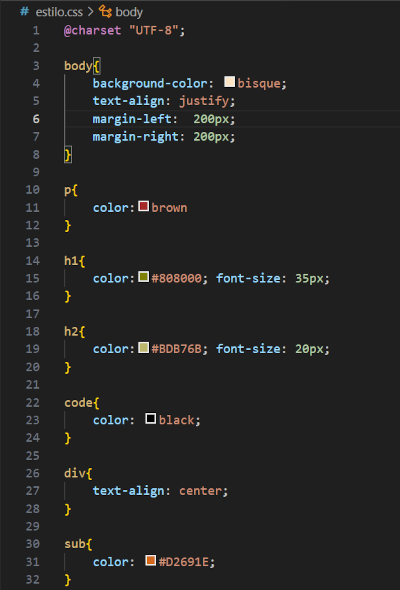 # estilo.css > body
1 @charset "UTF-8";
2
3 body{
4 background-color: bisque;
5 text-align: justify;
6 margin-left:  200px;
7 margin-right: 200px;
8 }
9
10 p{
11 color: brown
12 }
13
14 h1{
15 color: #808000; font-size: 35px;
16 }
17
18 h2{
19 color: #BDB76B; font-size: 20px;
20 }
21
22 code{
23 color: black;
24 }
25
26 div{
27 text-align: center;
28 }
29
30 sub{
31 color: #D2691E;
32 }